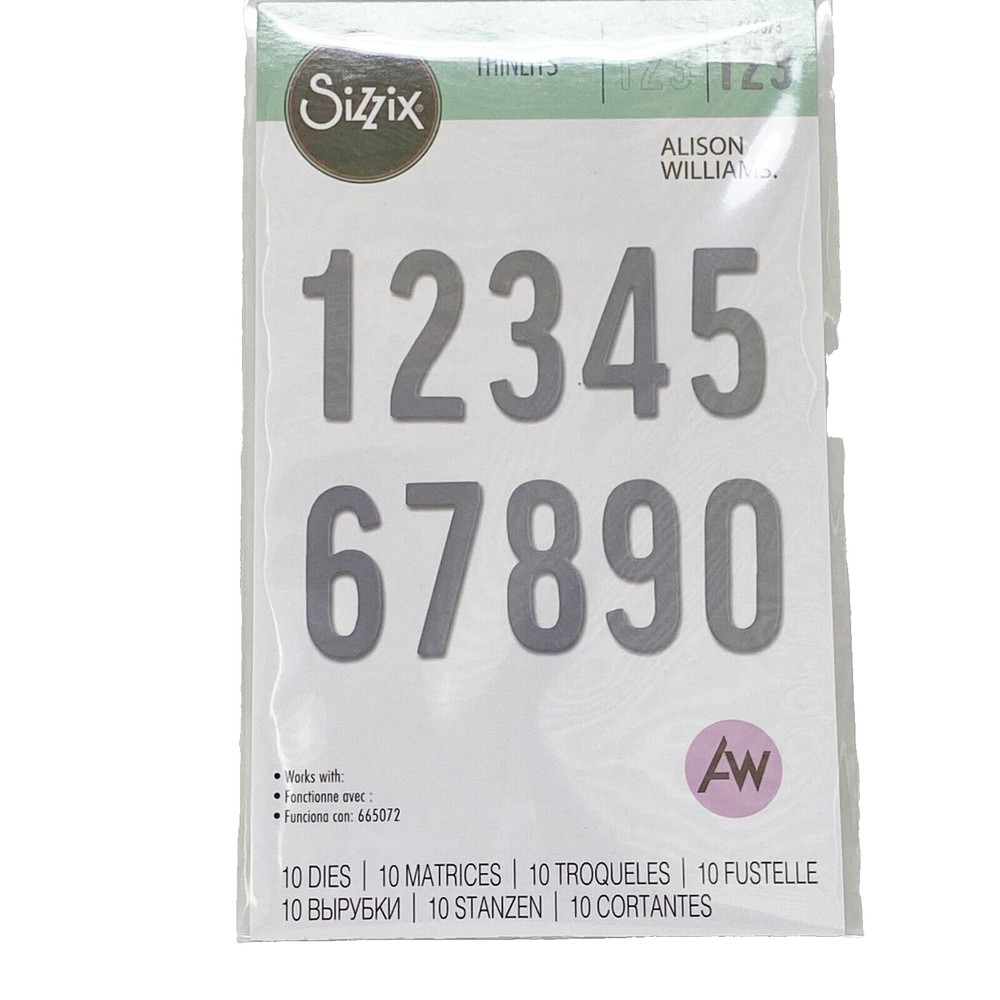 Sizzix
THINLITS
123
123
ALISON
WILLIAMS.
12345
67890
AW
• Works with:
• Fonctionne avec :
• Funciona con: 665072
10 DIES | 10 MATRICES | 10 TROQUELES | 10 FUSTELLE
10 ВЫРУБКИ | 10 STANZEN | 10 CORTANTES